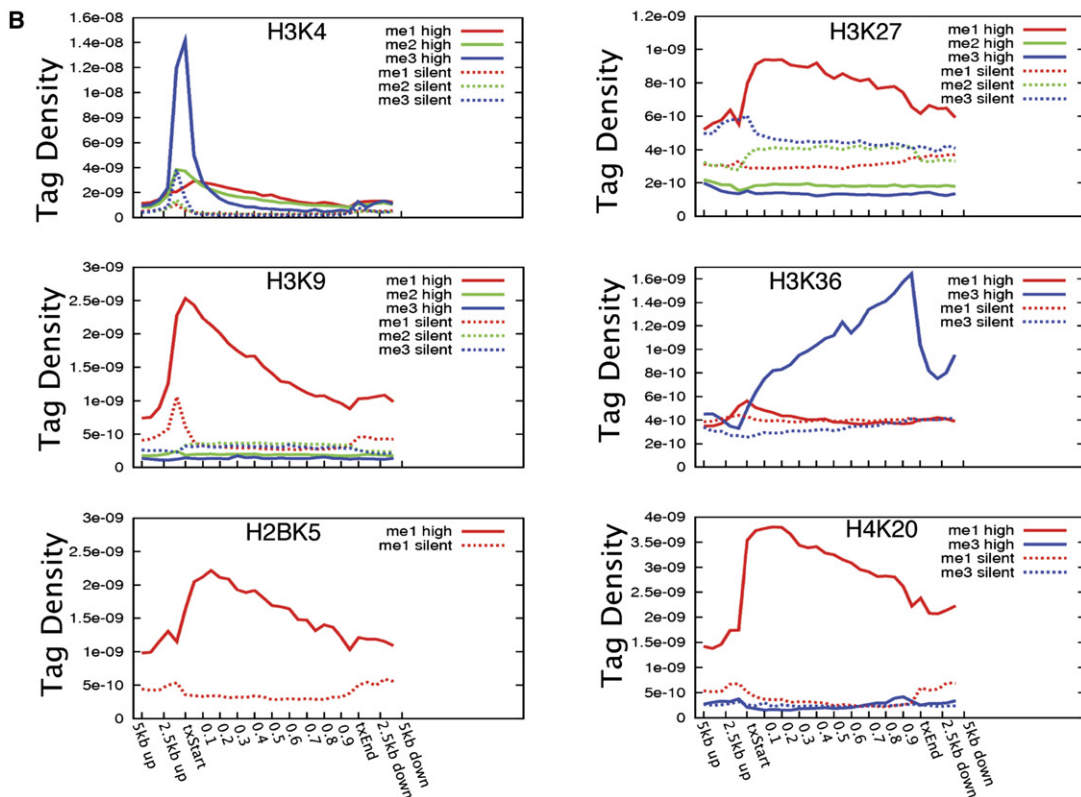 B
H3K4
Tag Density
1.6e-08
1.4e-08
1.2e-08
1e-08
8e-09
6e-09
4e-09
2e-09
0
me1 high
me2 high
me3 high
me1 silent
me2 silent
me3 silent
H3K27
Tag Density
1.2e-09
1e-09
8e-10
6e-10
4e-10
2e-10
0
me1 high
me2 high
me3 high
me1 silent
me2 silent
me3 silent
H3K9
Tag Density
3e-09
2.5e-09
2e-09
1.5e-09
1e-09
5e-10
0
me1 high
me2 high
me3 high
me1 silent
me2 silent
me3 silent
H3K36
Tag Density
1.6e-09
1.4e-09
1.2e-09
1e-09
8e-10
6e-10
4e-10
2e-10
0
me1 high
me3 high
me1 silent
me3 silent
H2BK5
Tag Density
3e-09
2.5e-09
2e-09
1.5e-09
1e-09
5e-10
0
me1 high
me1 silent
5kb up
2.5kb up
txStart
0.1
0.2
0.3
0.4
0.5
0.6
0.7
0.8
0.9
txEnd
2.5kb down
5kb down
H4K20
Tag Density
4e-09
3.5e-09
3e-09
2.5e-09
2e-09
1.5e-09
1e-09
5e-10
0
me1 high
me3 high
me1 silent
me3 silent
5kb up
2.5kb up
txStart
0.1
0.2
0.3
0.4
0.5
0.6
0.7
0.8
0.9
txEnd
2.5kb down
5kb down